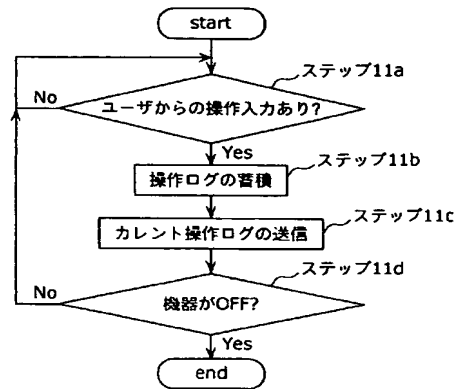 start
ステップ11a
No
ユーザからの操作入力あり?
Yes
ステップ11b
操作ログの蓄積
ステップ11c
カレント操作ログの送信
ステップ11d
No
機器がOFF?
Yes
end